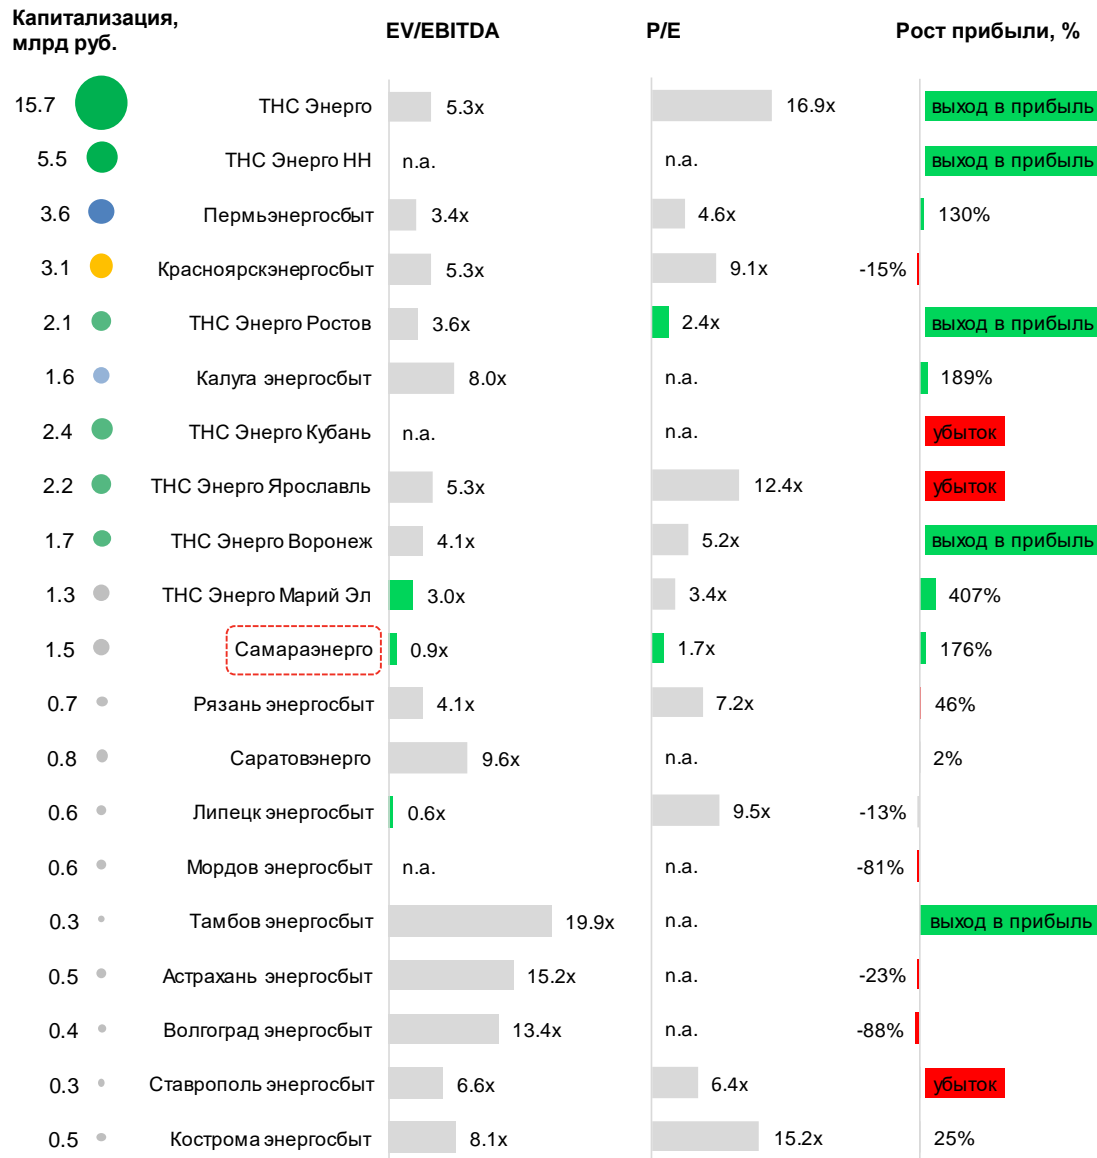 Капитализация,
млрд руб.
EV/EBITDA
P/E
Рост прибыли, %
15.7 ТНС Энерго 5.3x 16.9x выход в прибыль
5.5 ТНС Энерго НН n.a. n.a. выход в прибыль
3.6 Пермьэнергосбыт 3.4x 4.6x 130%
3.1 Красноярскэнергосбыт 5.3x 9.1x -15%
2.1 ТНС Энерго Ростов 3.6x 2.4x выход в прибыль
1.6 Калуга энергосбыт 8.0x n.a. 189%
2.4 ТНС Энерго Кубань n.a. n.a. убыток
2.2 ТНС Энерго Ярославль 5.3x 12.4x убыток
1.7 ТНС Энерго Воронеж 4.1x 5.2x выход в прибыль
1.3 ТНС Энерго Марий Эл 3.0x 3.4x 407%
1.5 Самараэнерго 0.9x 1.7x 176%
0.7 Рязань энергосбыт 4.1x 7.2x 46%
0.8 Саратовэнерго 9.6x n.a. 2%
0.6 Липецк энергосбыт 0.6x 9.5x -13%
0.6 Мордов энергосбыт n.a. n.a. -81%
0.3 Тамбов энергосбыт 19.9x n.a. выход в прибыль
0.5 Астрахань энергосбыт 15.2x n.a. -23%
0.4 Волгоград энергосбыт 13.4x n.a. -88%
0.3 Ставрополь энергосбыт 6.6x 6.4x убыток
0.5 Кострома энергосбыт 8.1x 15.2x 25%